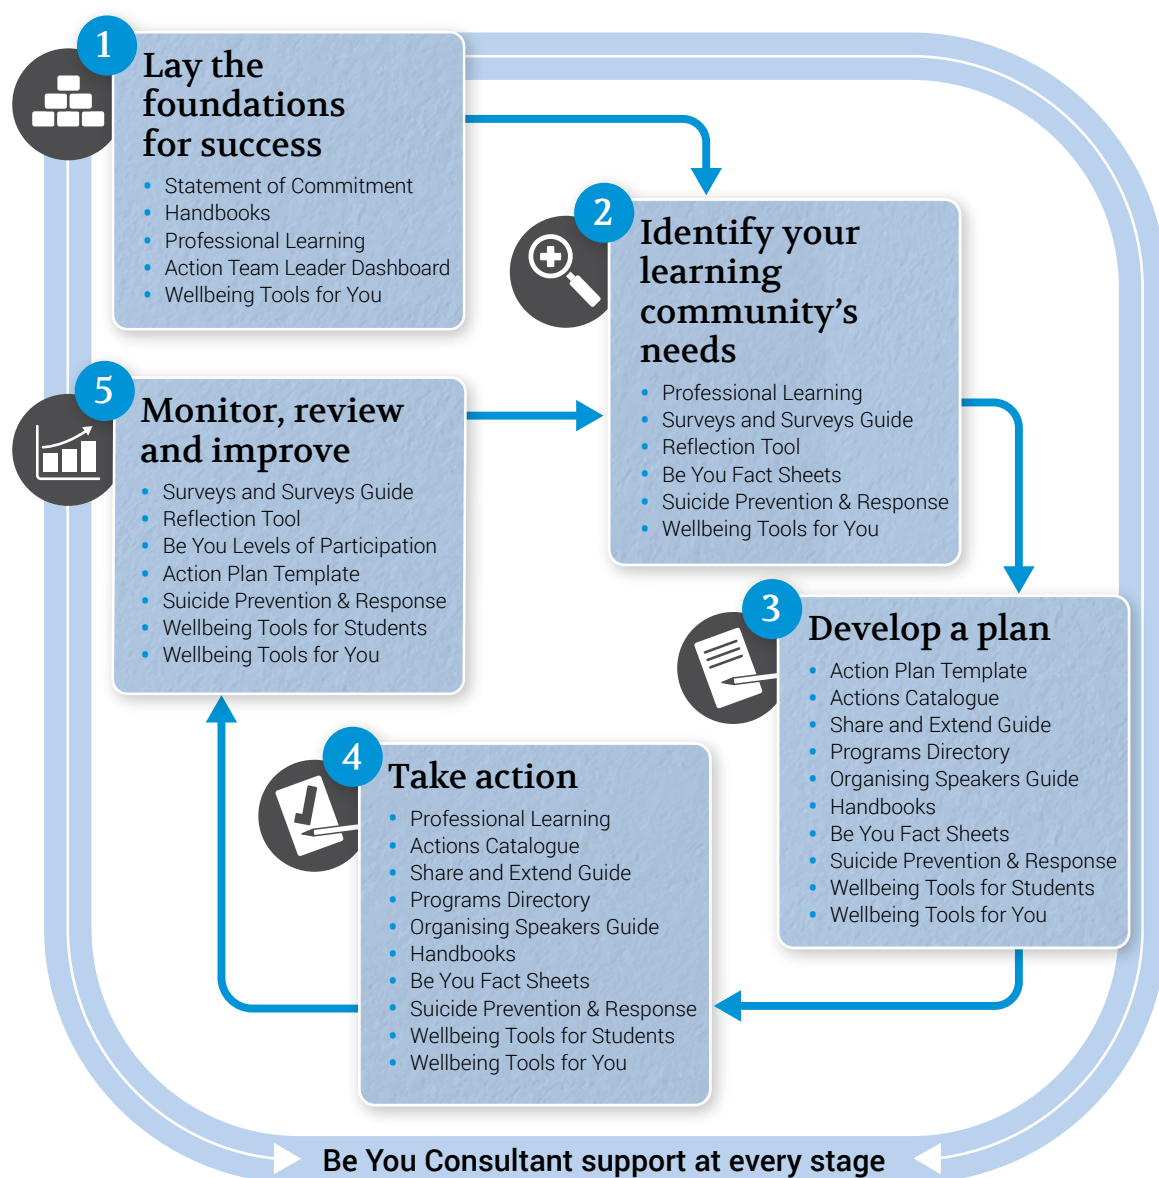 1
Lay the
foundations
for success
• Statement of Commitment
• Handbooks
• Professional Learning
• Action Team Leader Dashboard
• Wellbeing Tools for You
2
Identify your
learning
community’s
needs
• Professional Learning
• Surveys and Surveys Guide
• Reflection Tool
• Be You Fact Sheets
• Suicide Prevention & Response
• Wellbeing Tools for You
3
Develop a plan
• Action Plan Template
• Actions Catalogue
• Share and Extend Guide
• Programs Directory
• Organising Speakers Guide
• Handbooks
• Be You Fact Sheets
• Suicide Prevention & Response
• Wellbeing Tools for Students
• Wellbeing Tools for You
4
Take action
• Professional Learning
• Actions Catalogue
• Share and Extend Guide
• Programs Directory
• Organising Speakers Guide
• Handbooks
• Be You Fact Sheets
• Suicide Prevention & Response
• Wellbeing Tools for Students
• Wellbeing Tools for You
5
Monitor, review
and improve
• Surveys and Surveys Guide
• Reflection Tool
• Be You Levels of Participation
• Action Plan Template
• Suicide Prevention & Response
• Wellbeing Tools for Students
• Wellbeing Tools for You
Be You Consultant support at every stage